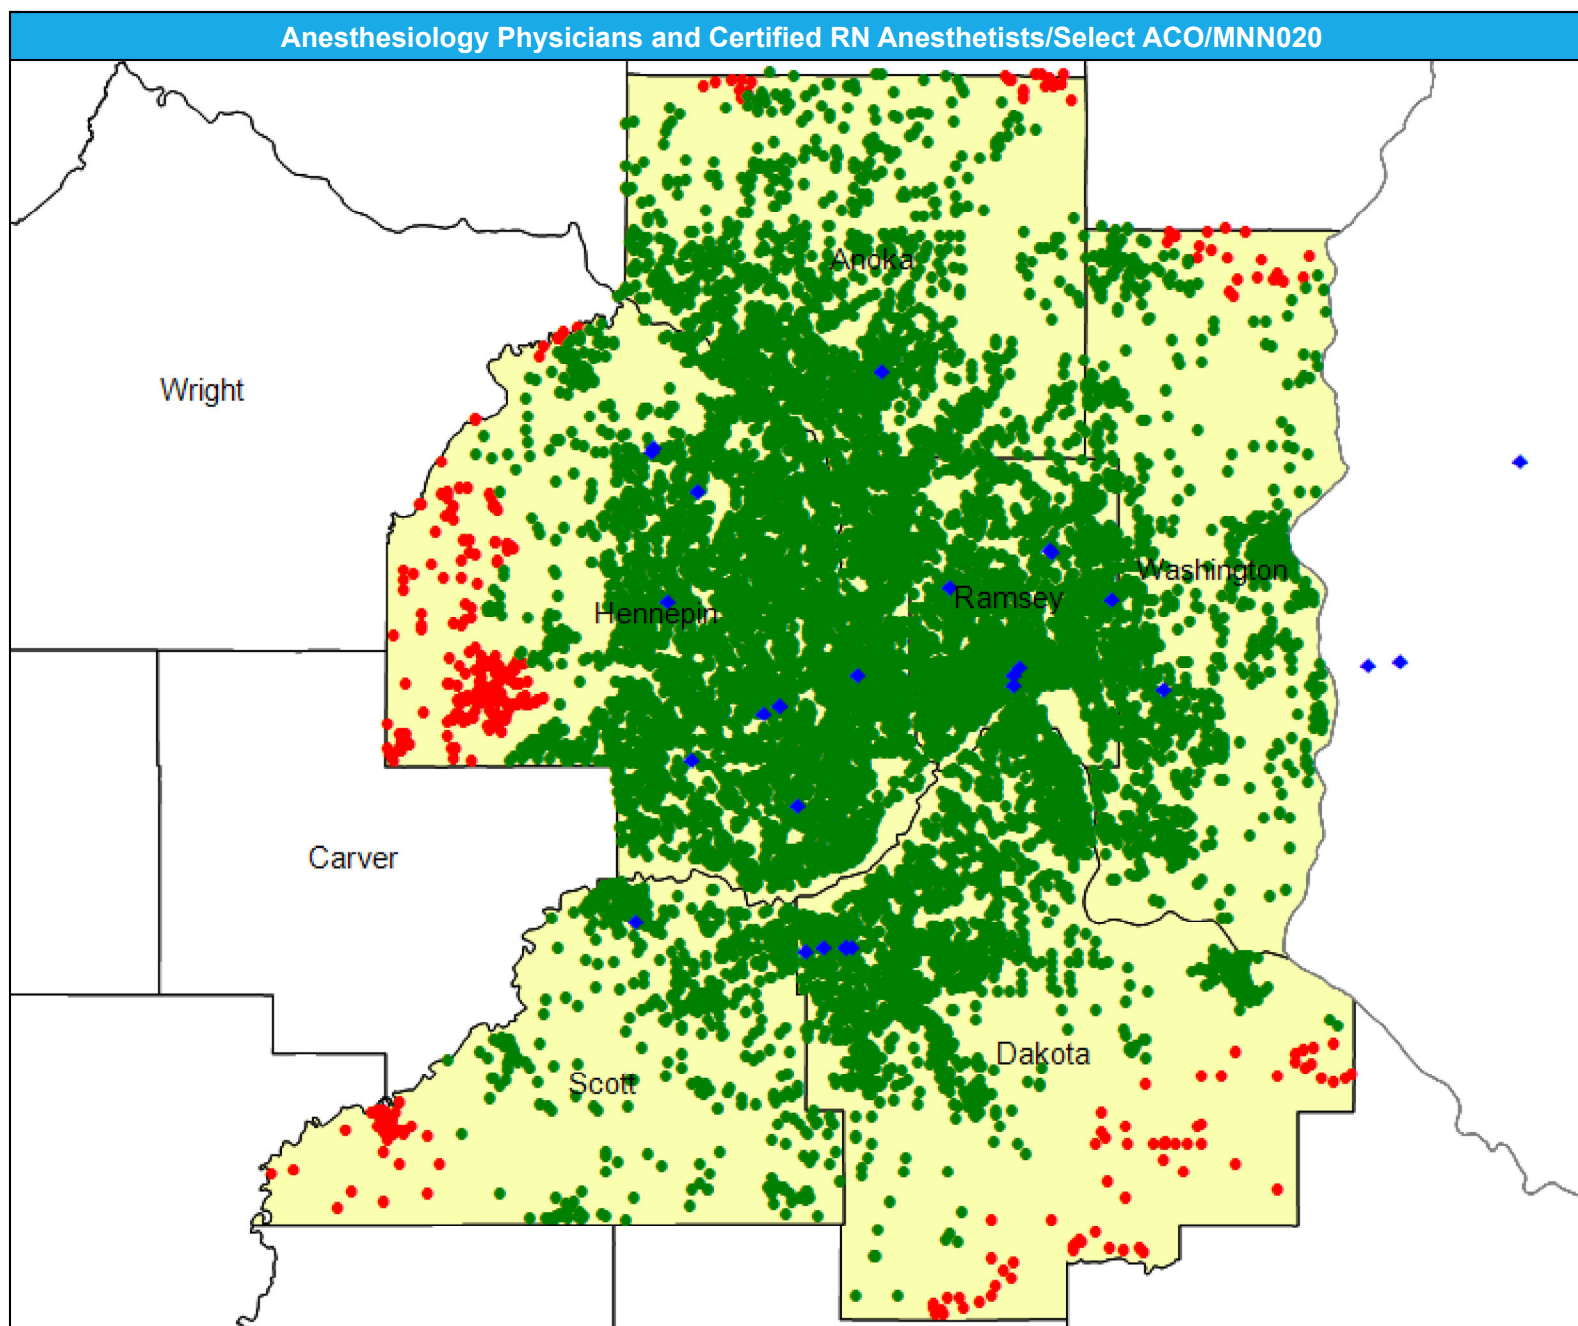 Anesthesiology Physicians and Certified RN Anesthetists/Select ACO/MNN020
Anoka
Wright
Washington
Ramsey
Hennepin
Carver
Dakota
Scott